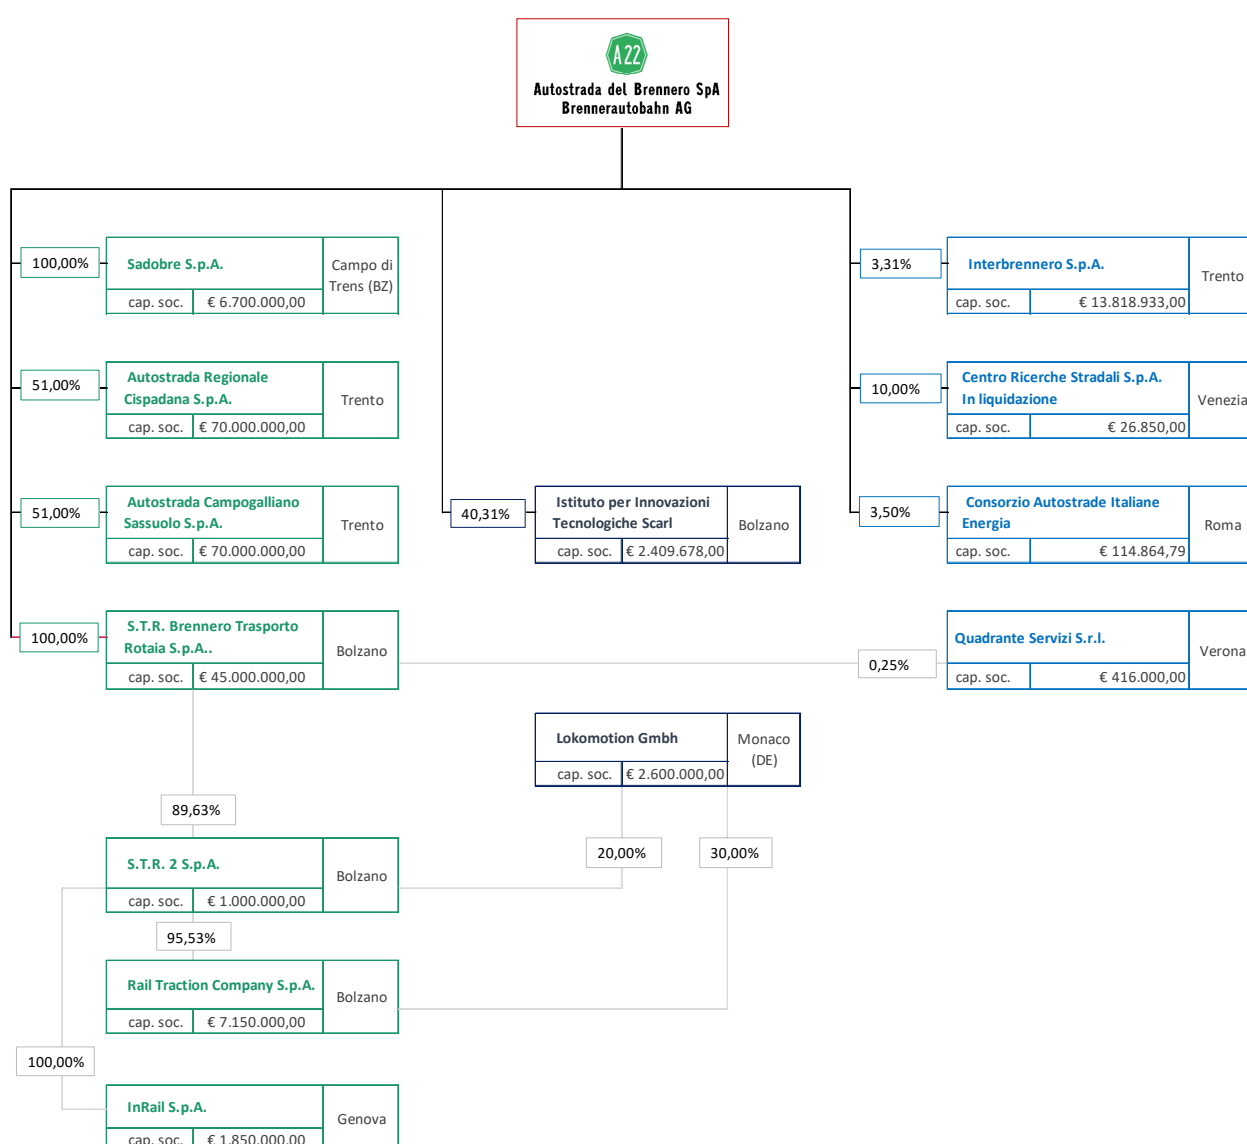 A22
Autostrada del Brennero SpA
Brennerautobahn AG
100,00%
Sadobre S.p.A.
Campo di
Trens (BZ)
cap. soc.
€ 6.700.000,00
3,31%
Interbrennero S.p.A.
Trento
cap. soc.
€ 13.818.933,00
51,00%
Autostrada Regionale
Cispadana S.p.A.
Trento
cap. soc.
€ 70.000.000,00
10,00%
Centro Ricerche Stradali S.p.A.
In liquidazione
Venezia
cap. soc.
€ 26.850,00
51,00%
Autostrada Campogalliano
Sassuolo S.p.A.
Trento
cap. soc.
€ 70.000.000,00
40,31%
Istituto per Innovazioni
Tecnologiche Scarl
Bolzano
cap. soc.
€ 2.409.678,00
3,50%
Consorzio Autostrade Italiane
Energia
Roma
cap. soc.
€ 114.864,79
100,00%
S.T.R. Brennero Trasporto
Rotaia S.p.A..
Bolzano
cap. soc.
€ 45.000.000,00
0,25%
Quadrante Servizi S.r.l.
Verona
cap. soc.
€ 416.000,00
Lokomotion Gmbh
Monaco
(DE)
cap. soc.
€ 2.600.000,00
89,63%
20,00%
30,00%
S.T.R. 2 S.p.A.
Bolzano
cap. soc.
€ 1.000.000,00
95,53%
Rail Traction Company S.p.A.
Bolzano
cap. soc.
€ 7.150.000,00
100,00%
InRail S.p.A.
Genova
cap. soc.
€ 1.850.000,00